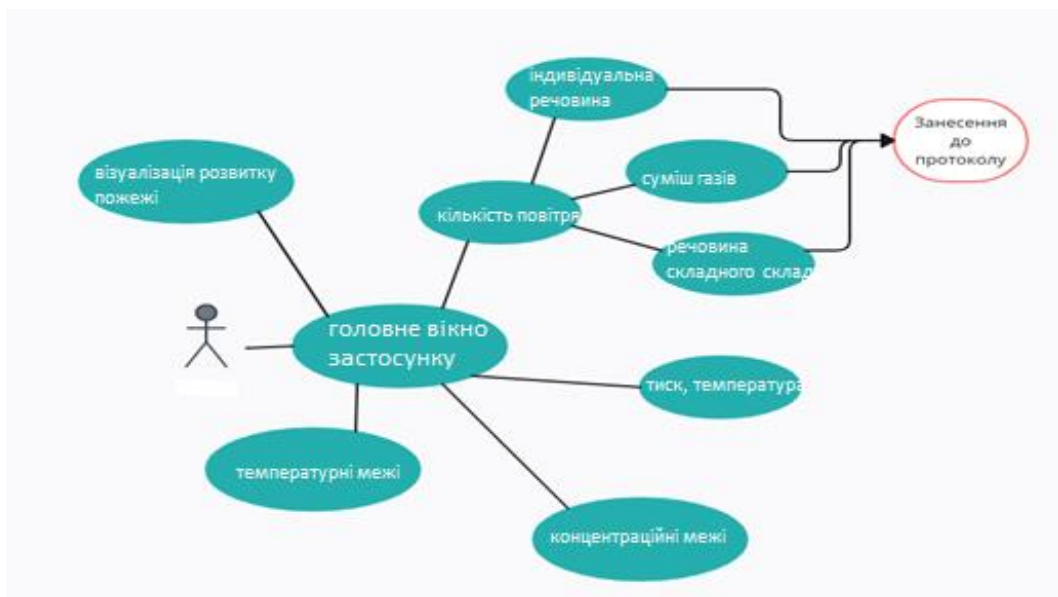 індивідуальна
речовина
Занесення
до
протоколу
візуалізація розвитку
пожежі
суміш газів
кількість повітря
речовина
складного склад
головне вікно
застосунку
тиск, температура
температурні межі
концентраційні межі